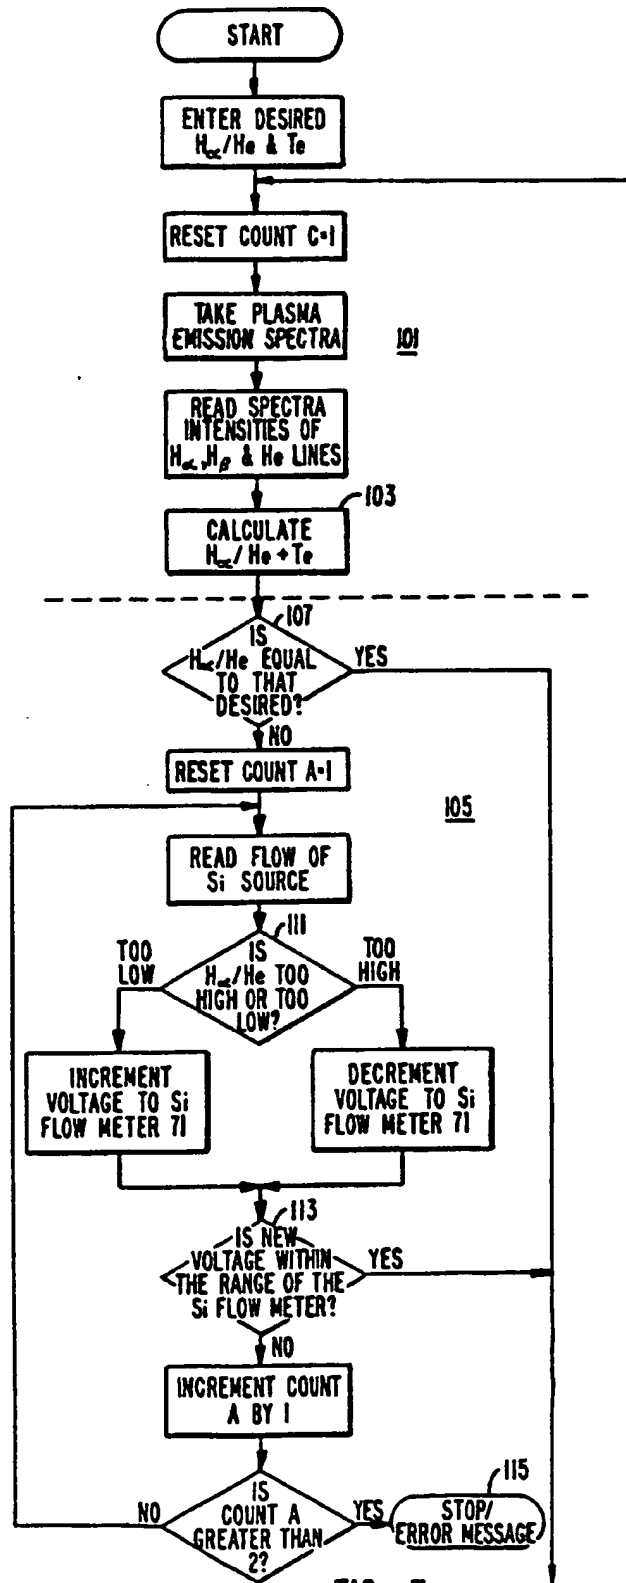 START
ENTER DESIRED
H∝/He & Te
RESET COUNT C=1
TAKE PLASMA
EMISSION SPECTRA
101
READ SPECTRA
INTENSITIES OF
H∝, Hβ & He LINES
103
CALCULATE
H∝/He + Te
107
IS
H∝/He EQUAL
TO THAT
DESIRED?
YES
NO
RESET COUNT A=1
105
READ FLOW OF
Si SOURCE
111
IS
H∝/He TOO
HIGH OR TOO
LOW?
TOO
LOW
TOO
HIGH
INCREMENT
VOLTAGE TO Si
FLOW METER 71
DECREMENT
VOLTAGE TO Si
FLOW METER 71
113
IS NEW
VOLTAGE WITHIN
THE RANGE OF THE
Si FLOW METER?
YES
NO
INCREMENT COUNT
A BY 1
IS
COUNT A
GREATER THAN
2?
NO
YES
115
STOP/
ERROR MESSAGE